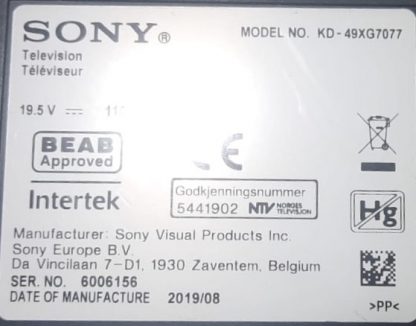 SONY®
MODEL NO. KD-49XG7077
Television
Téléviseur
19.5 V ⎓
BEAB
Approved
CE
Intertek
Godkjenningsnummer
5441902 NTV NORGES TELEVISJON
Hg
Manufacturer: Sony Visual Products Inc.
Sony Europe B.V.
Da Vincilaan 7-D1, 1930 Zaventem, Belgium
SER. NO. 6006156
DATE OF MANUFACTURE 2019/08
>PP<